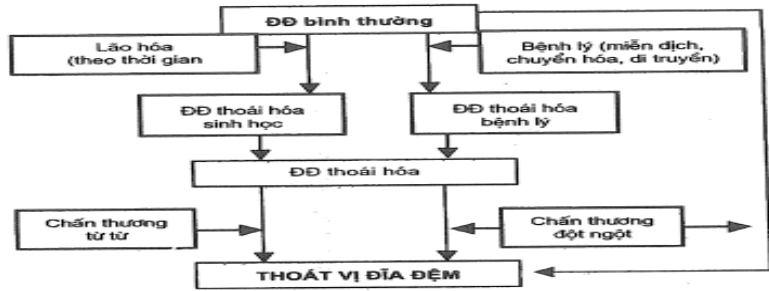 ĐĐ bình thường
Lão hóa
(theo thời gian
Bệnh lý (miễn dịch,
chuyển hóa, di truyền)
ĐĐ thoái hóa
sinh học
ĐĐ thoái hóa
bệnh lý
ĐĐ thoái hóa
Chấn thương
từ từ
Chấn thương
đột ngột
THOÁT VỊ ĐĨA ĐỆM